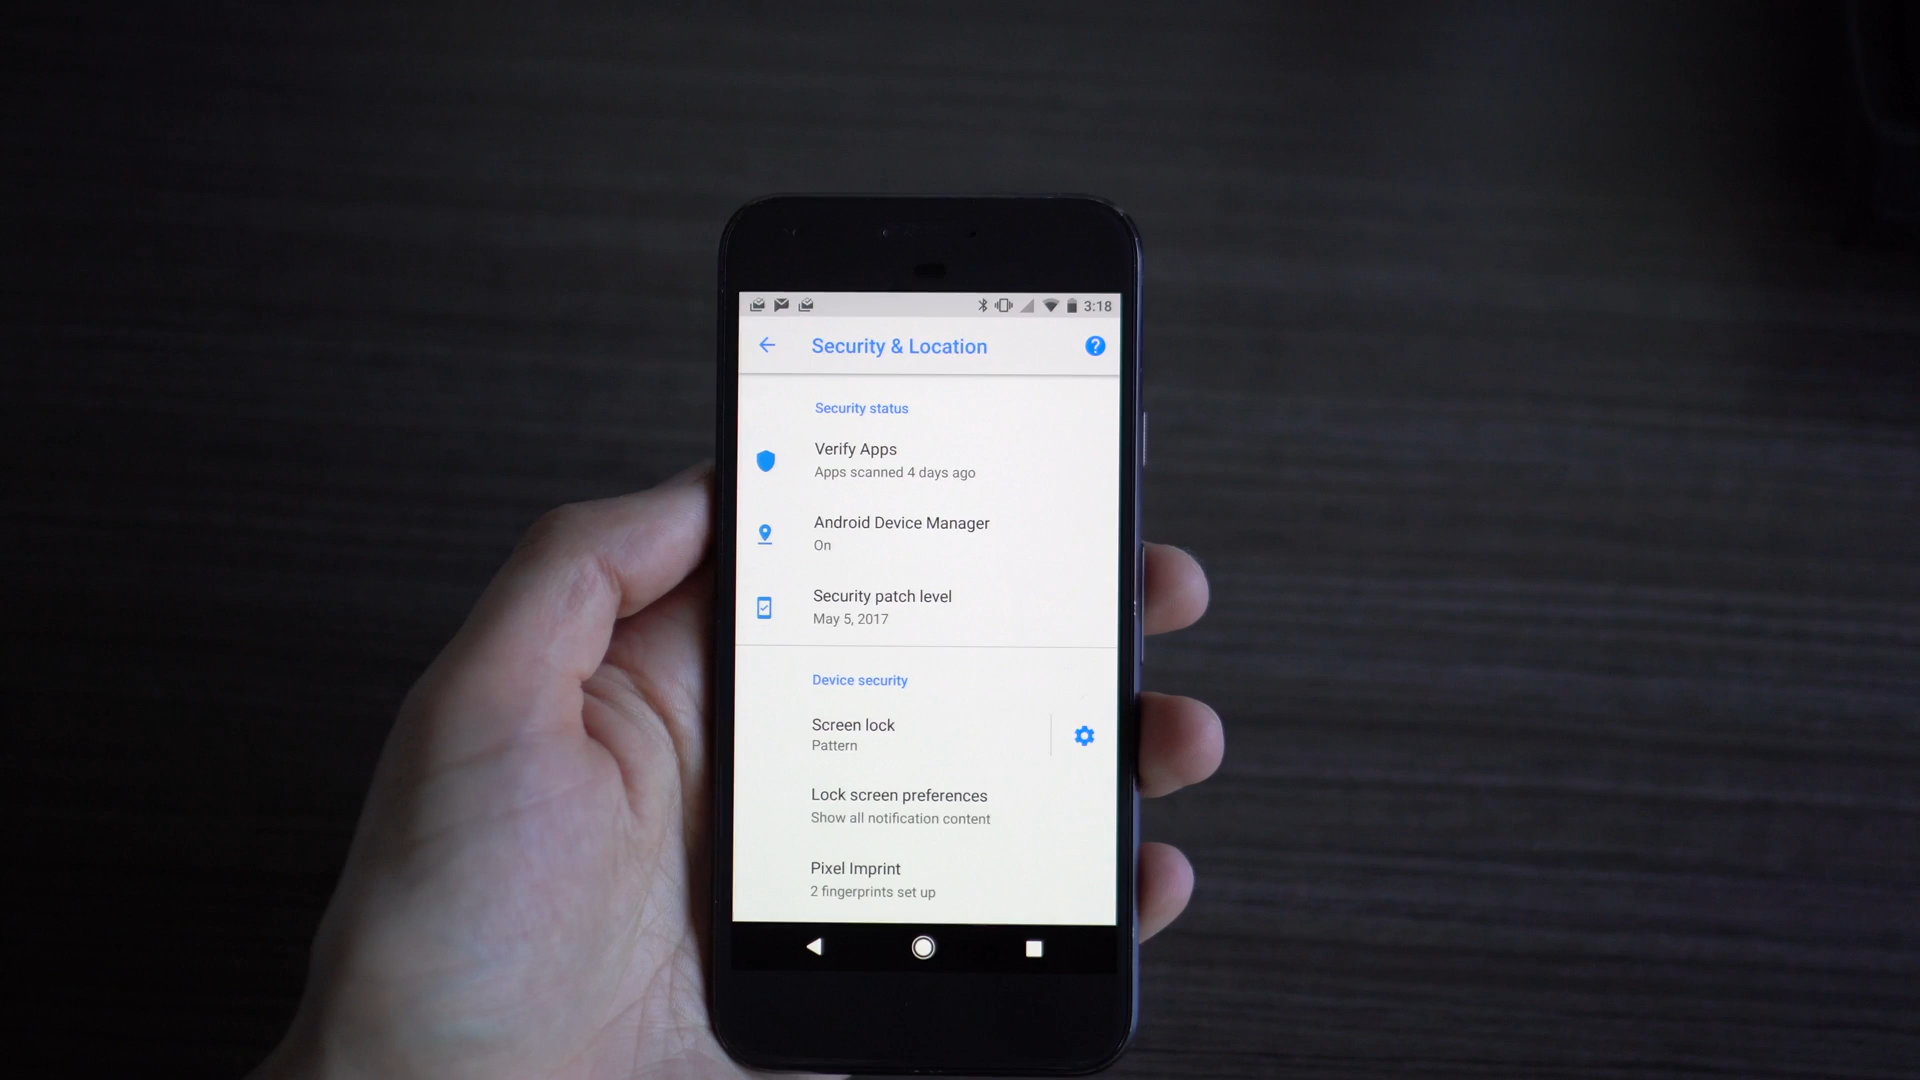 3:18
Security & Location
Security status
Verify Apps
Apps scanned 4 days ago
Android Device Manager
On
Security patch level
May 5, 2017
Device security
Screen lock
Pattern
Lock screen preferences
Show all notification content
Pixel Imprint
2 fingerprints set up